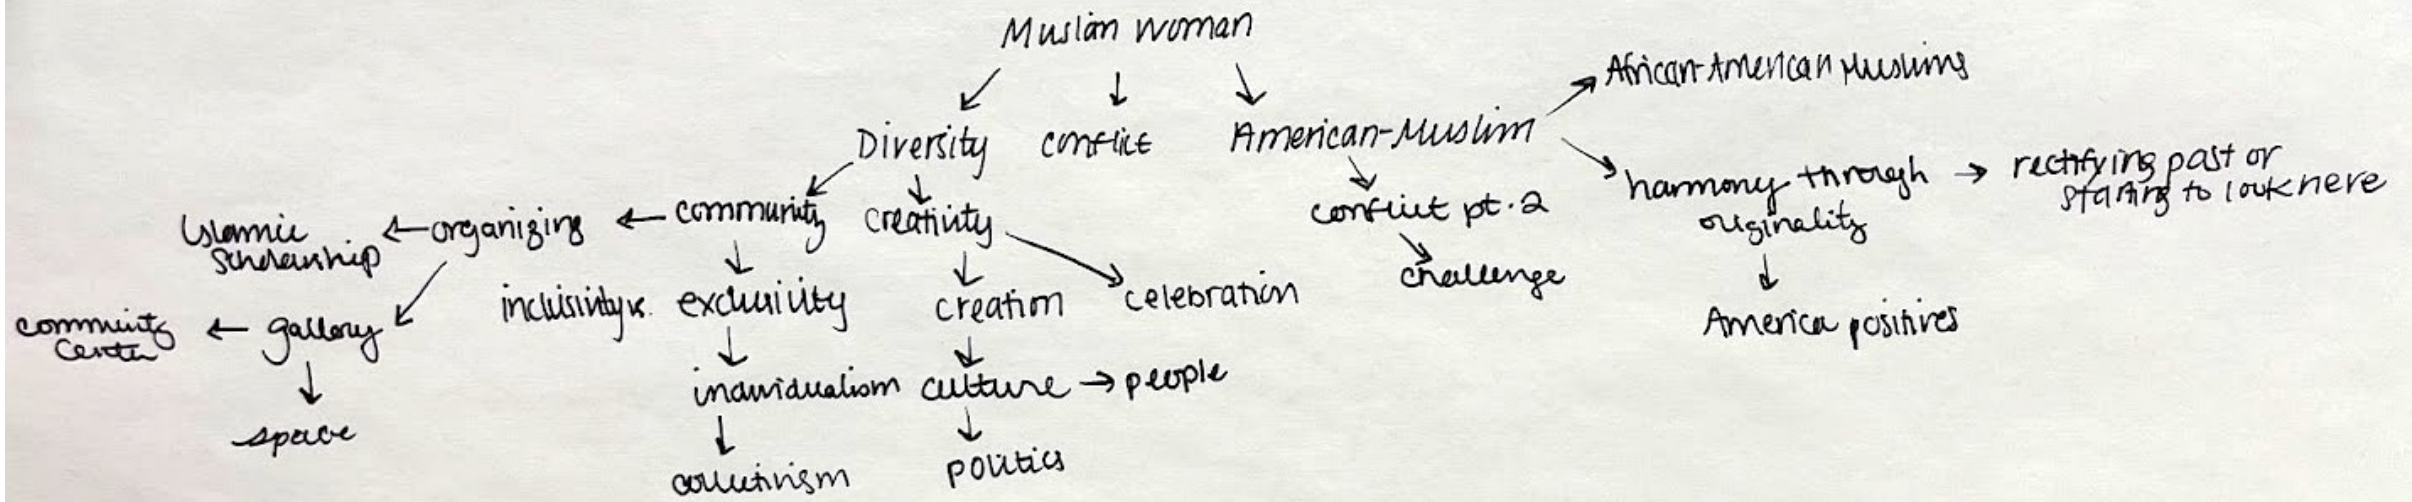 Muslim woman
African-American Muslims
Diversity
conflict
American-Muslim
harmony through
originality
rectifying past or
starting to look here
Islamic
Scholarship
organizing
community
creativity
conflict pt. 2
challenge
inclusivity vs. exclusivity
creation
celebration
America positives
community
Center
gallery
individualism
culture
people
space
collectivism
politics